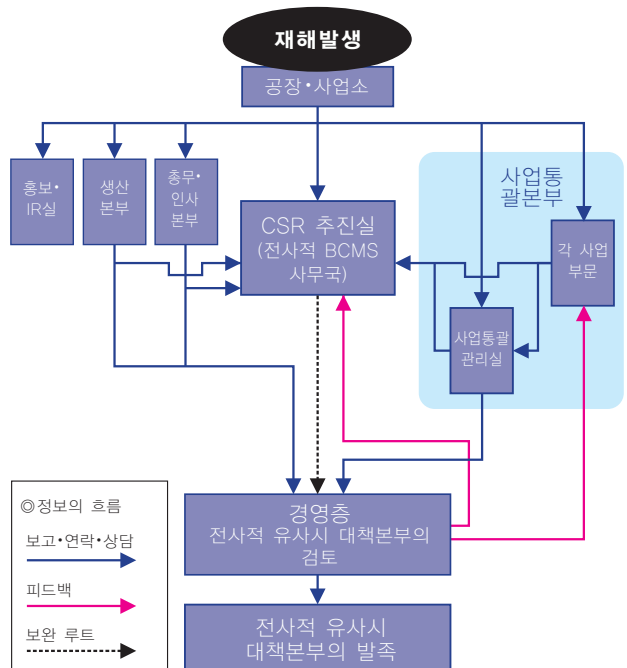 재해발생
공장•사업소
홍보•
IR실
생산
본부
총무•
인사
본부
CSR 추진실
(전사적 BCMS
사무국)
사업통
괄본부
각 사업
부문
사업통괄
관리실
경영층
전사적 유사시 대책본부의
검토
전사적 유사시
대책본부의 발족
◎정보의 흐름
보고•연락•상담
피드백
보완 루트